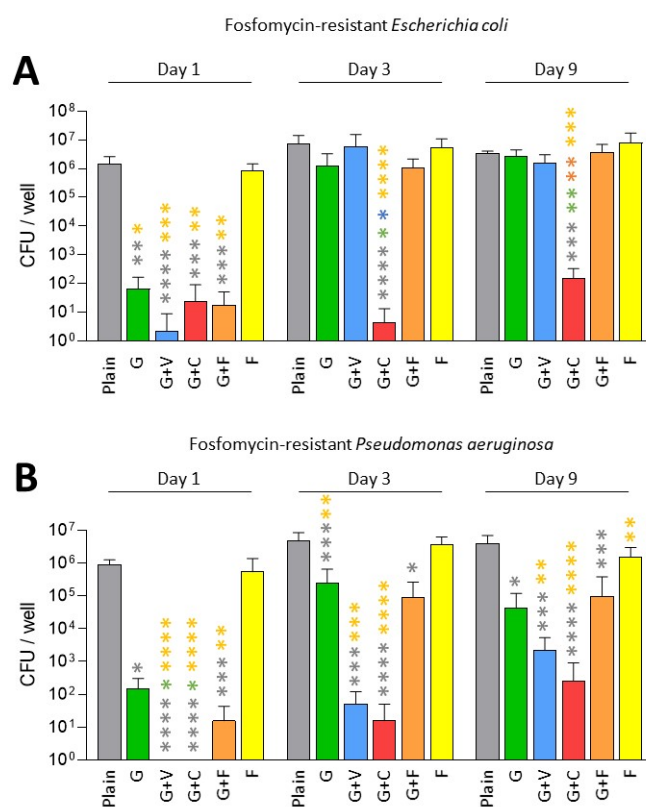 Fosfomycin-resistant Escherichia coli
A
Day 1 Day 3 Day 9
CFU / well
10⁸
10⁷
10⁶
10⁵
10⁴
10³
10²
10¹
10⁰
Plain G G+V G+C G+F F Plain G G+V G+C G+F F Plain G G+V G+C G+F F
Fosfomycin-resistant Pseudomonas aeruginosa
B
Day 1 Day 3 Day 9
CFU / well
10⁷
10⁶
10⁵
10⁴
10³
10²
10¹
10⁰
Plain G G+V G+C G+F F Plain G G+V G+C G+F F Plain G G+V G+C G+F F